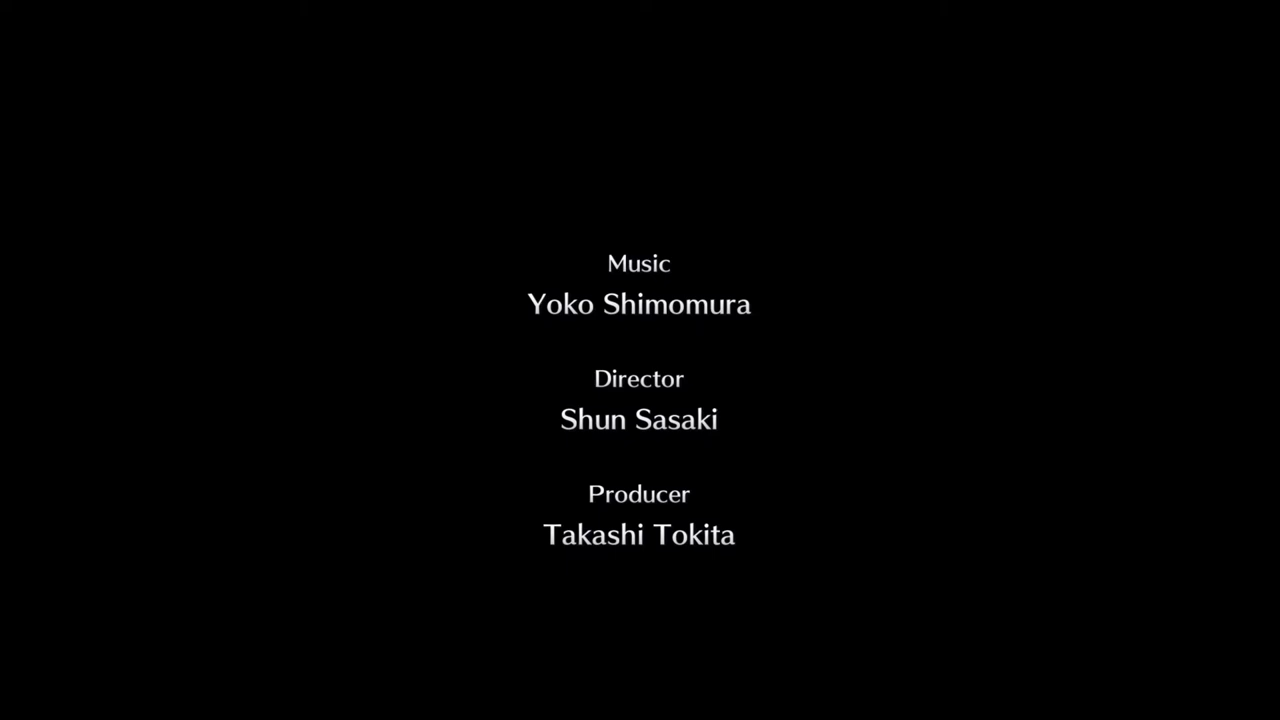 Music
Yoko Shimomura
Director
Shun Sasaki
Producer
Takashi Tokita